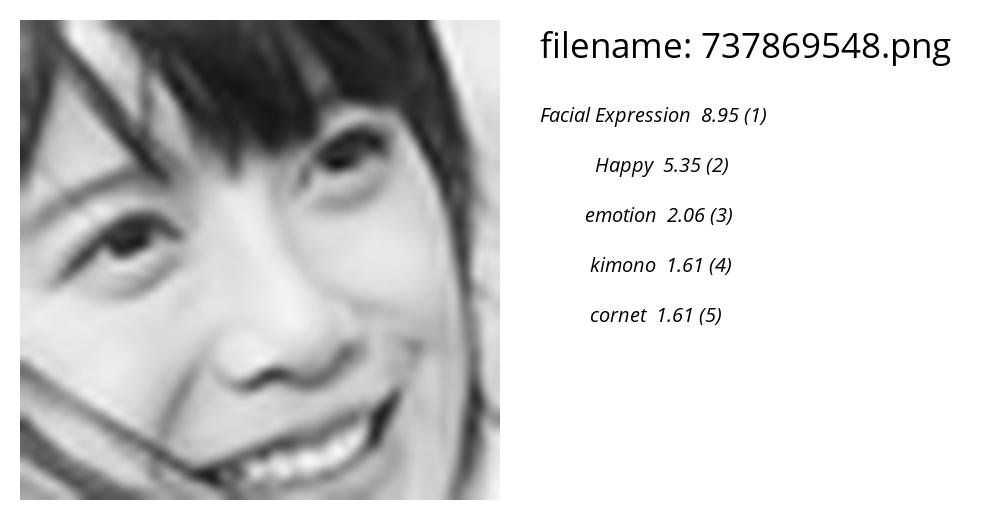 filename: 737869548.png
Facial Expression 8.95 (1)
Happy 5.35 (2)
emotion 2.06 (3)
kimono 1.61 (4)
cornet 1.61 (5)